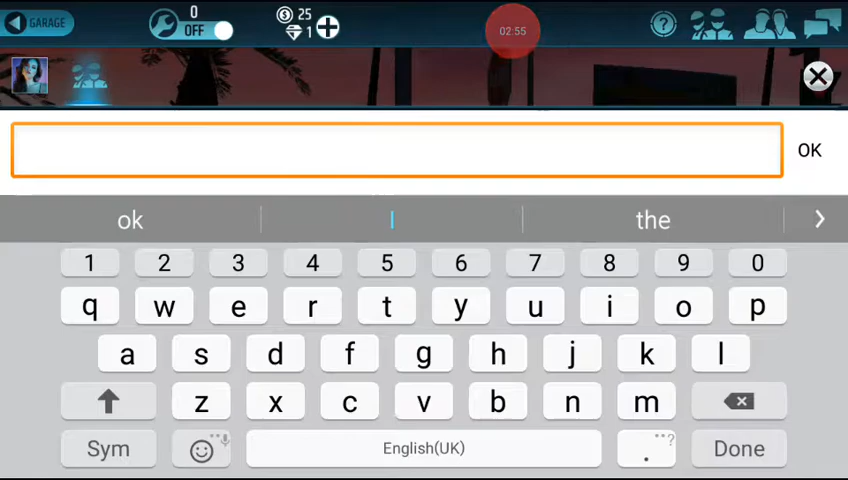 GARAGE
0
OFF
25
1
02:55
OK
ok I the
1 2 3 4 5 6 7 8 9 0
q w e r t y u i o p
a s d f g h j k l
z x c v b n m
Sym English(UK) . ? Done